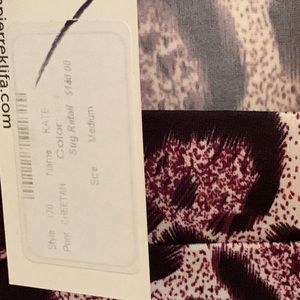 Style 170 Name KATE
Print CHEETAH Color
Sug Retail $140.00
Size Medium